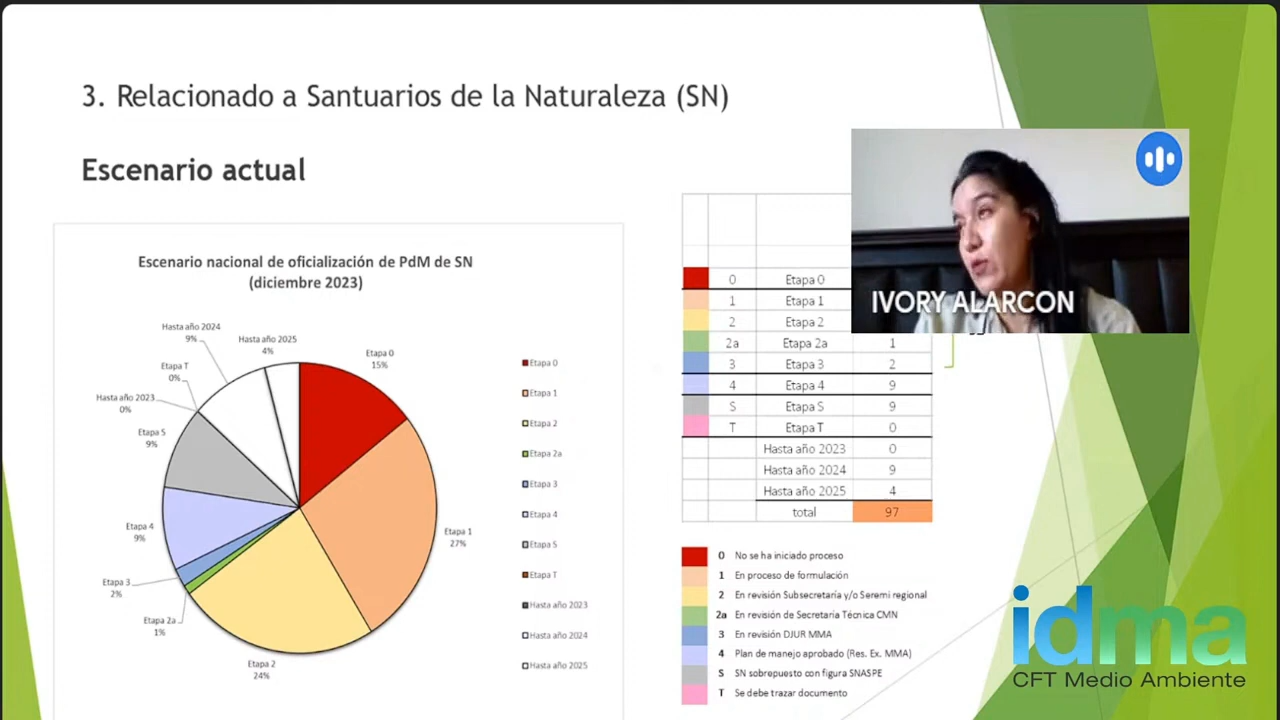 3. Relacionado a Santuarios de la Naturaleza (SN)
Escenario actual
Escenario nacional de oficialización de PdM de SN
(diciembre 2023)
Hasta año 2024
9%
Hasta año 2025
4%
Etapa 0
15%
Etapa T
0%
Hasta año 2023
0%
Etapa S
9%
Etapa 4
9%
Etapa 3
2%
Etapa 2a
1%
Etapa 2
24%
Etapa 1
27%
Etapa 0
Etapa 1
Etapa 2
Etapa 2a
Etapa 3
Etapa 4
Etapa S
Etapa T
Hasta año 2023
Hasta año 2024
Hasta año 2025
0 Etapa 0
1 Etapa 1
2 Etapa 2
2a Etapa 2a 1
3 Etapa 3 2
4 Etapa 4 9
S Etapa S 9
T Etapa T 0
Hasta año 2023 0
Hasta año 2024 9
Hasta año 2025 4
total 97
IVORY ALARCON
0 No se ha iniciado proceso
1 En proceso de formulación
2 En revisión Subsecretaría y/o Seremi regional
2a En revisión de Secretaría Técnica CMN
3 En revisión DJUR MMA
4 Plan de manejo aprobado (Res. Ex. MMA)
S SN sobrepuesto con figura SNASPE
T Se debe trazar documento
idma
CFT Medio Ambiente